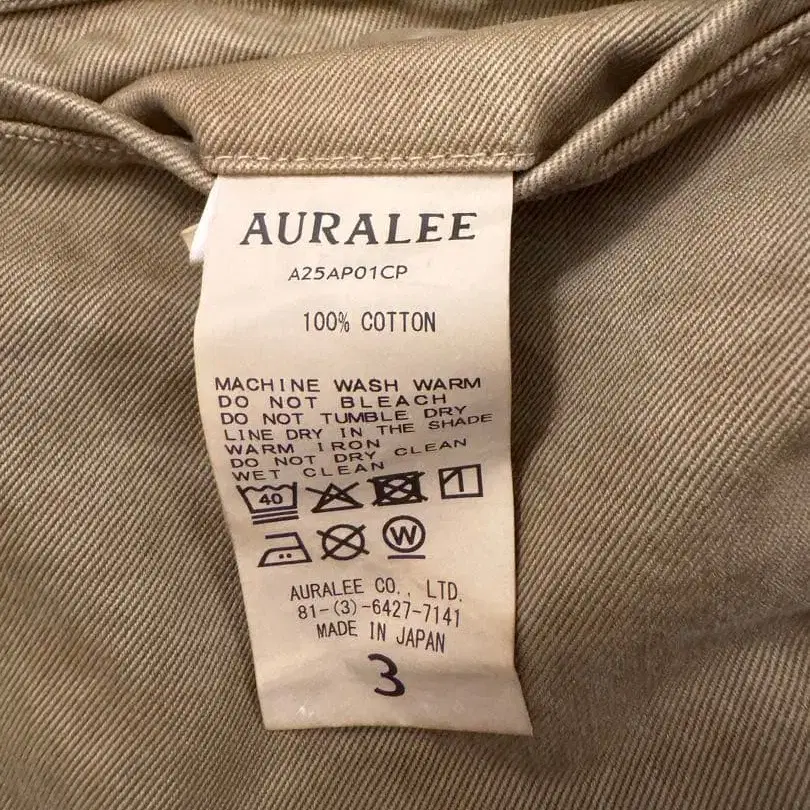 AURALEE
A25AP01CP
100% COTTON
MACHINE WASH WARM
DO NOT BLEACH
DO NOT TUMBLE DRY
LINE DRY IN THE SHADE
WARM IRON
DO NOT DRY CLEAN
WET CLEAN
40
W
AURALEE CO., LTD.
81-(3)-6427-7141
MADE IN JAPAN
3